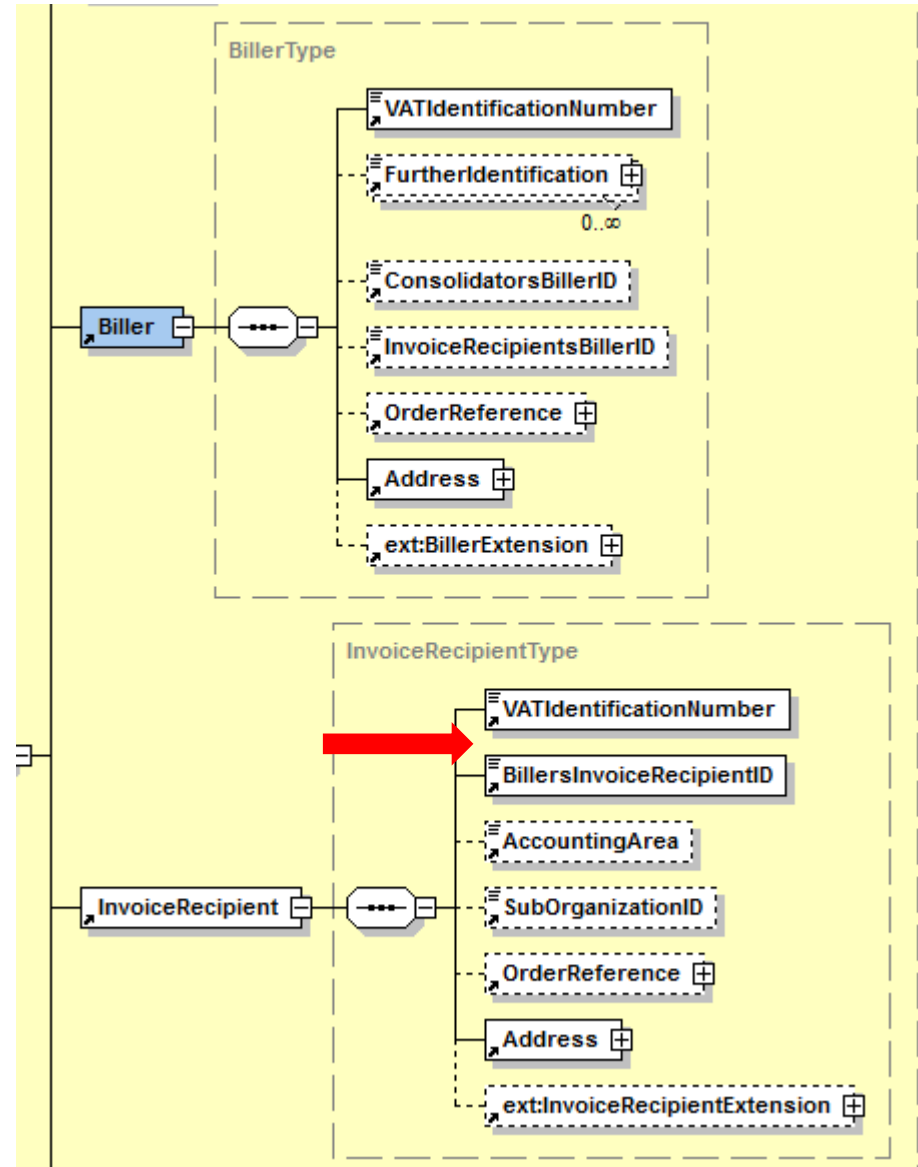 BillerType
VATIdentificationNumber
FurtherIdentification
0..∞
ConsolidatorsBillerID
Biller
InvoiceRecipientsBillerID
OrderReference
Address
ext:BillerExtension
InvoiceRecipientType
VATIdentificationNumber
BillersInvoiceRecipientID
AccountingArea
InvoiceRecipient
SubOrganizationID
OrderReference
Address
ext:InvoiceRecipientExtension